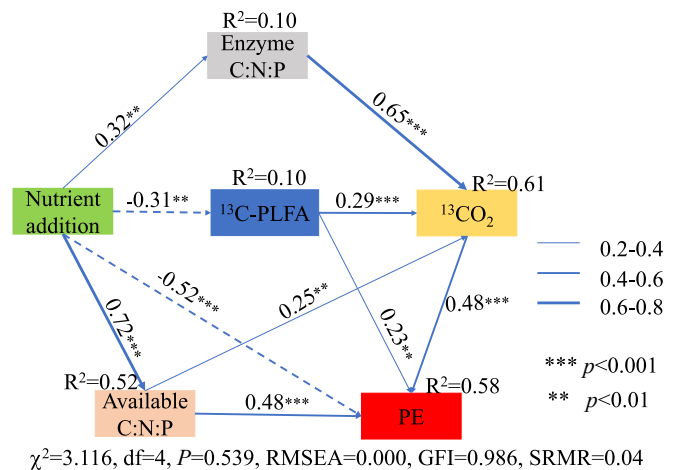 R²=0.10
Enzyme
C:N:P
0.32**
0.65***
R²=0.10
R²=0.61
Nutrient
addition
-0.31**
¹³C-PLFA
0.29***
¹³CO₂
0.2-0.4
0.4-0.6
0.6-0.8
0.72***
-0.52***
0.25**
0.23**
0.48***
*** p<0.001
** p<0.01
R²=0.52
R²=0.58
Available
C:N:P
0.48***
PE
χ²=3.116, df=4, P=0.539, RMSEA=0.000, GFI=0.986, SRMR=0.04